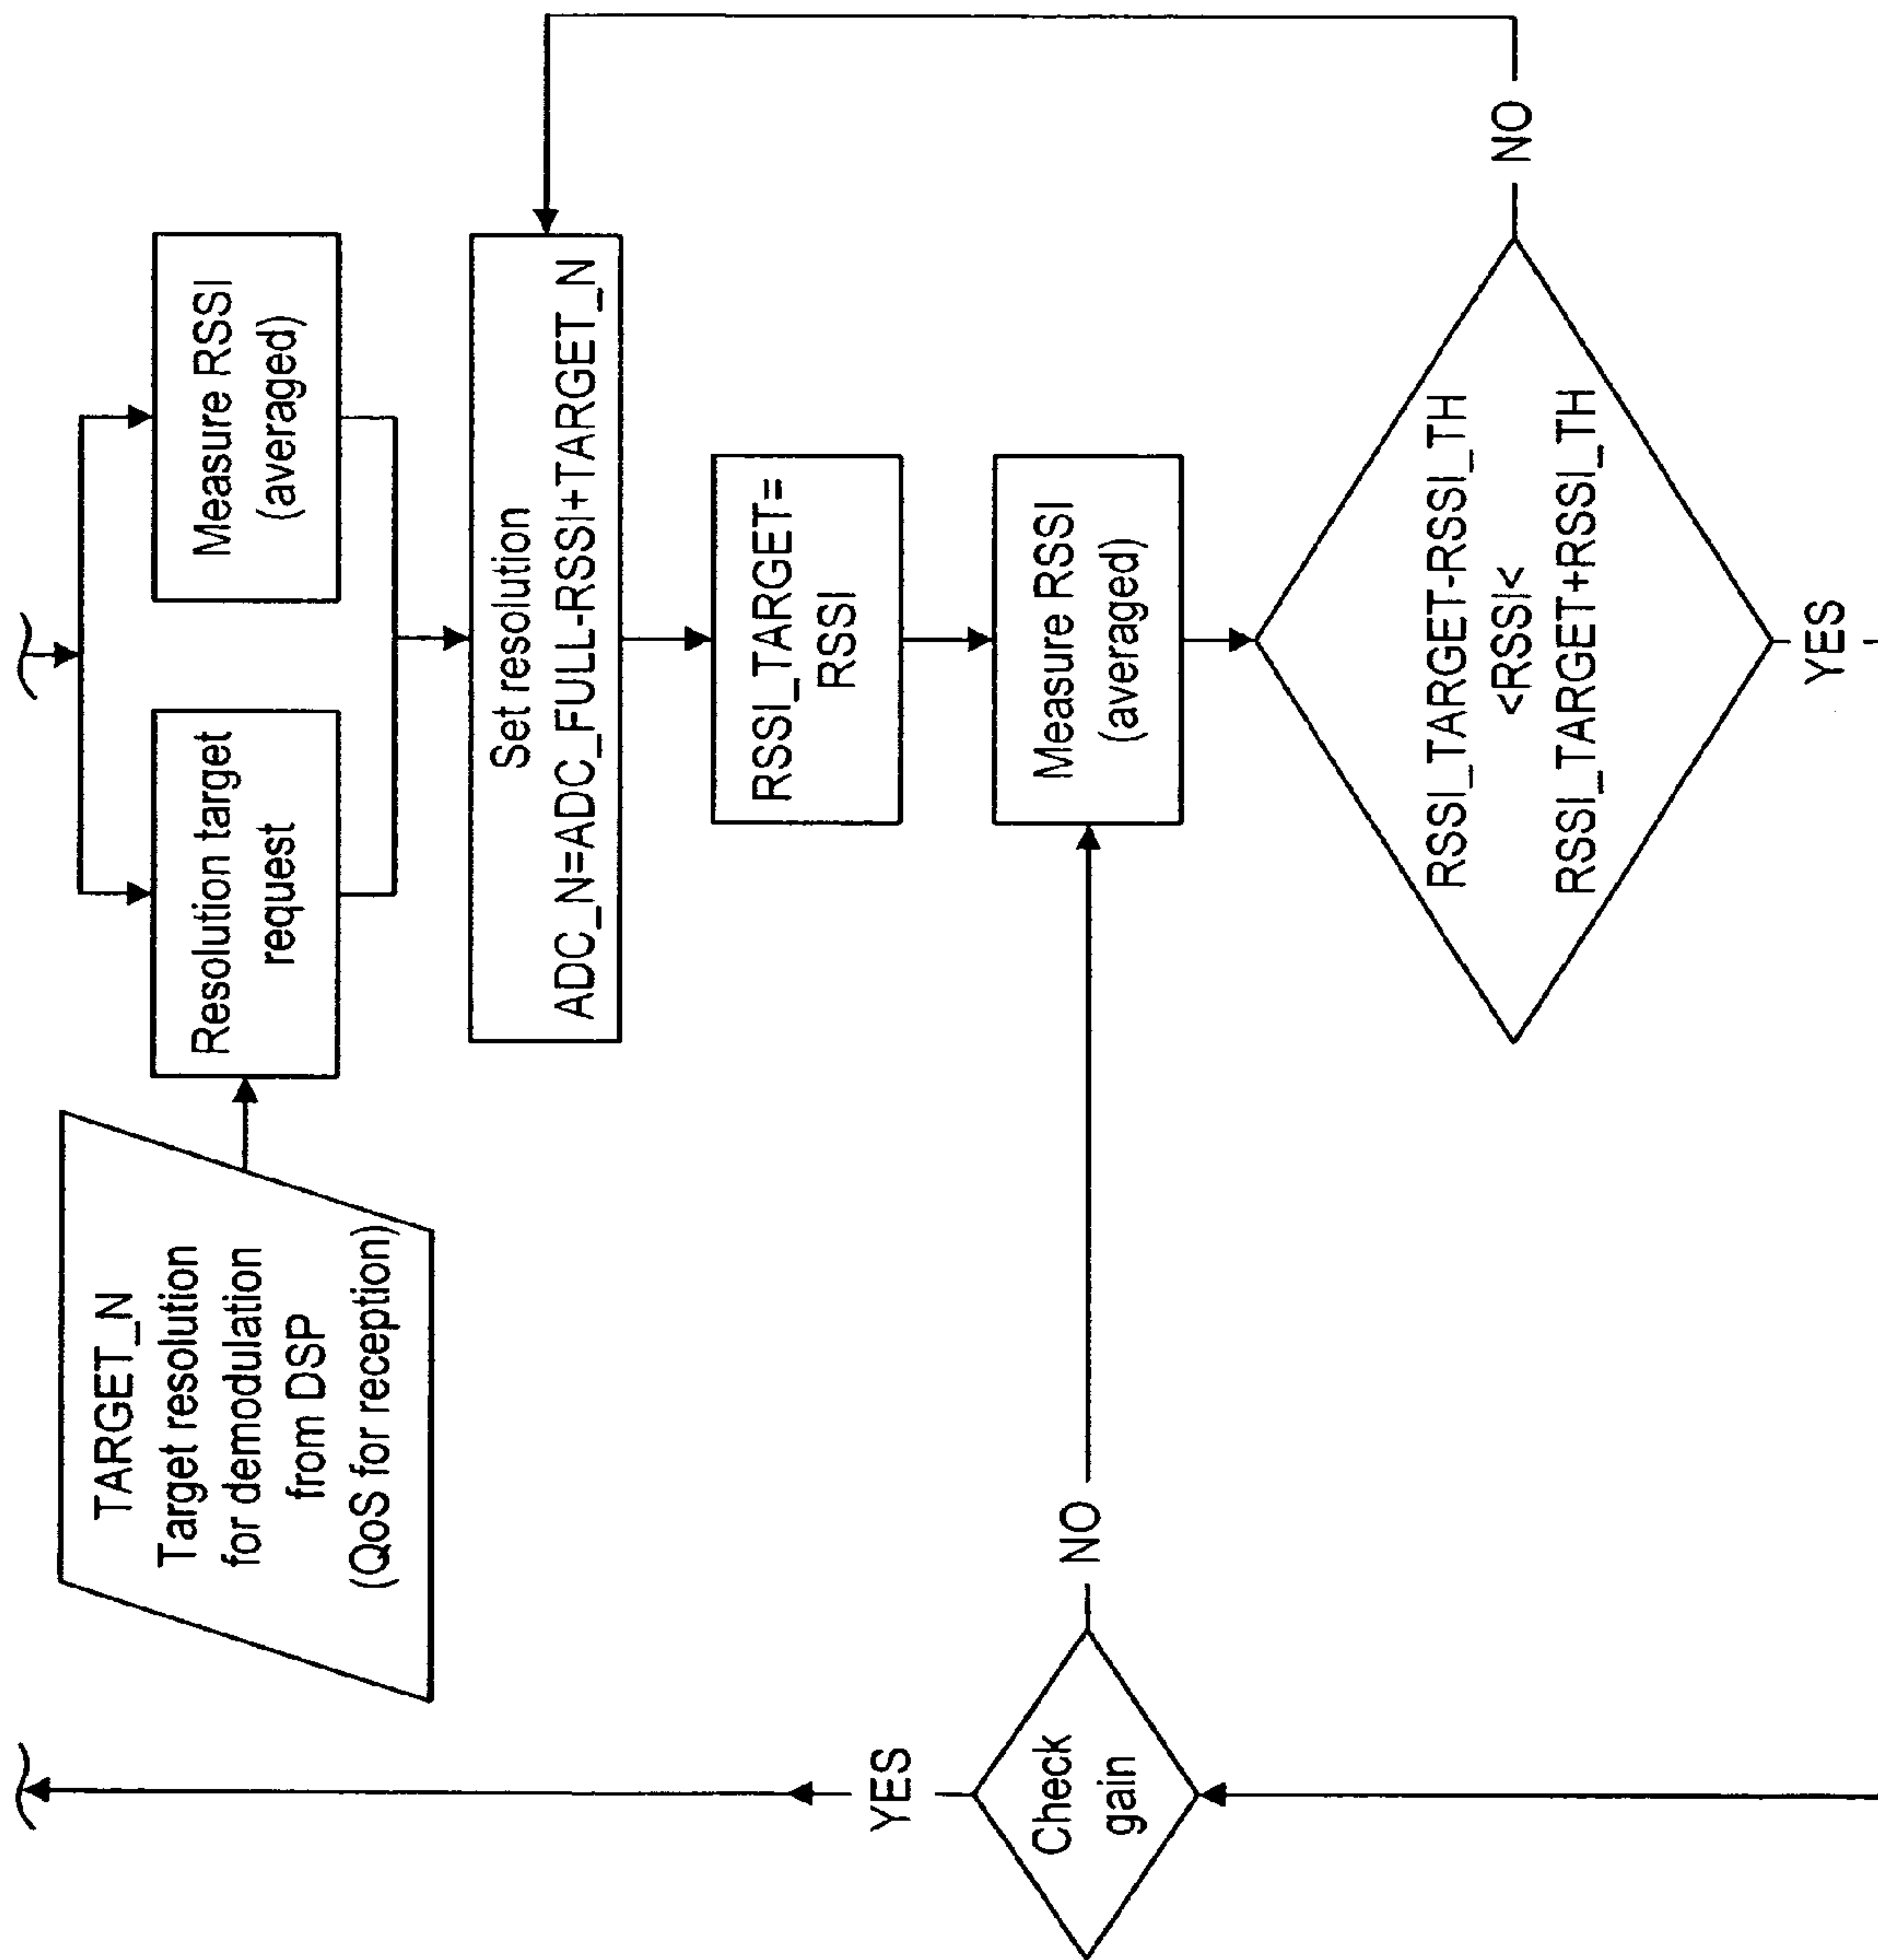 TARGET_N
Target resolution
for demodulation
from DSP
(QoS for reception)
Resolution target
request
Measure RSSI
(averaged)
Set resolution
ADC_N=ADC_FULL-RSSI+TARGET_N
RSSI_TARGET=
RSSI
Measure RSSI
(averaged)
RSSI_TARGET-RSSI_TH
<RSSI<
RSSI_TARGET+RSSI_TH
NO
YES
Check
gain
NO
YES